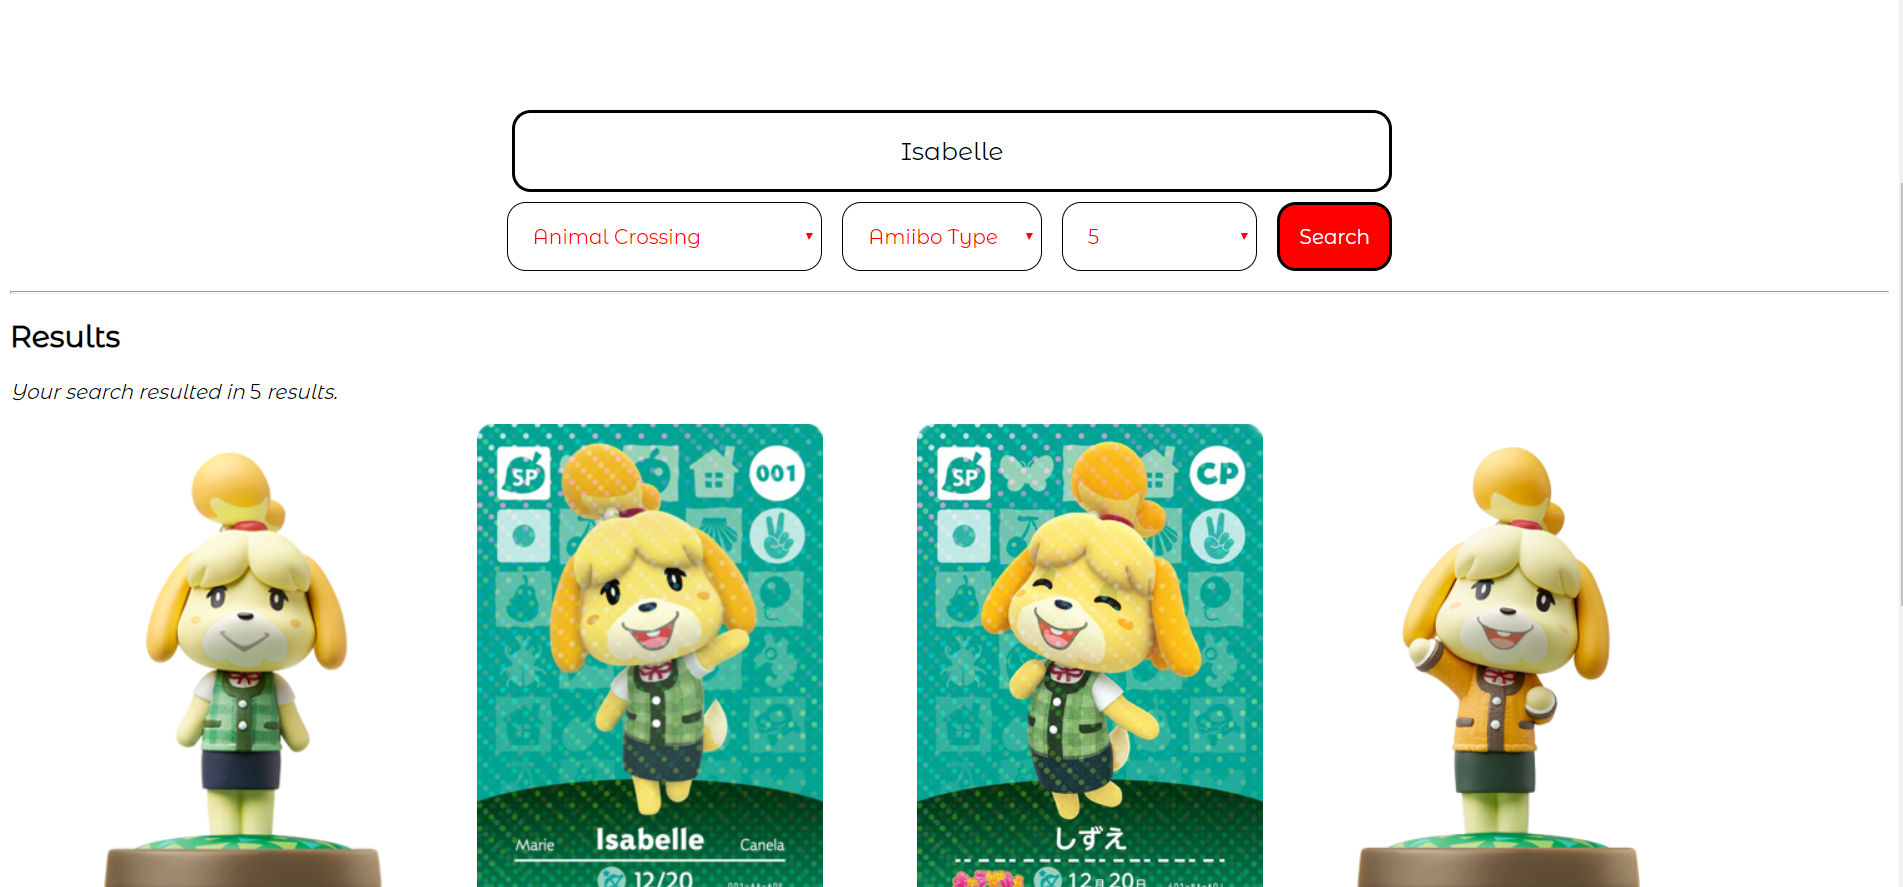 Isabelle
Animal Crossing
Amiibo Type
5
Search
Results
Your search resulted in 5 results.
SP
001
Marie Isabelle Canela
12/20
SP
CP
しずえ
12月20日